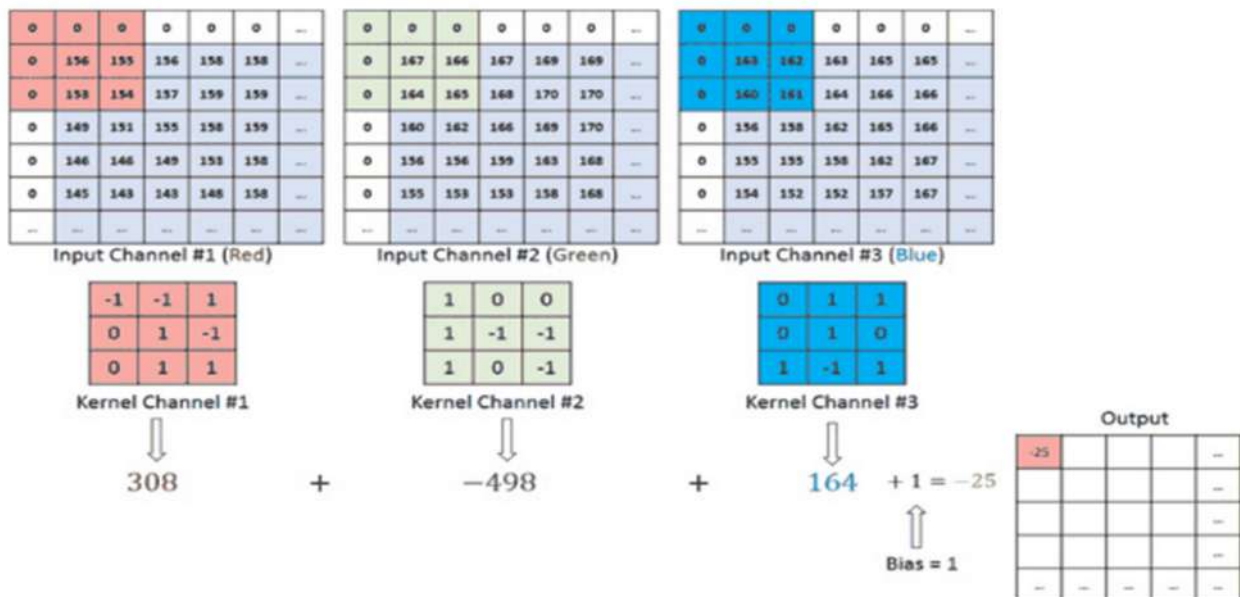 0 0 0 0 0 0 ... 0 0 0 0 0 0 ... 0 0 0 0 0 0 ...
0 156 155 156 158 158 ... 0 167 166 167 169 169 ... 0 163 162 163 165 165 ...
0 153 154 157 159 159 ... 0 164 165 168 170 170 ... 0 160 161 164 166 166 ...
0 149 151 155 158 159 ... 0 160 162 166 169 170 ... 0 156 158 162 165 166 ...
0 146 146 149 153 158 ... 0 156 156 159 163 168 ... 0 155 155 158 162 167 ...
0 145 143 143 148 158 ... 0 155 153 153 158 168 ... 0 154 152 152 157 167 ...
... ... ... ... ... ... ... ... ... ... ... ... ... ... ... ... ... ... ... ... ...
Input Channel #1 (Red) Input Channel #2 (Green) Input Channel #3 (Blue)
-1 -1 1 1 0 0 0 1 1
0 1 -1 1 -1 -1 0 1 0
0 1 1 1 0 -1 1 -1 1
Kernel Channel #1 Kernel Channel #2 Kernel Channel #3
Output
308 + −498 + 164 + 1 = −25
Bias = 1
-25 ...
...
...
...
... ... ... ... ...